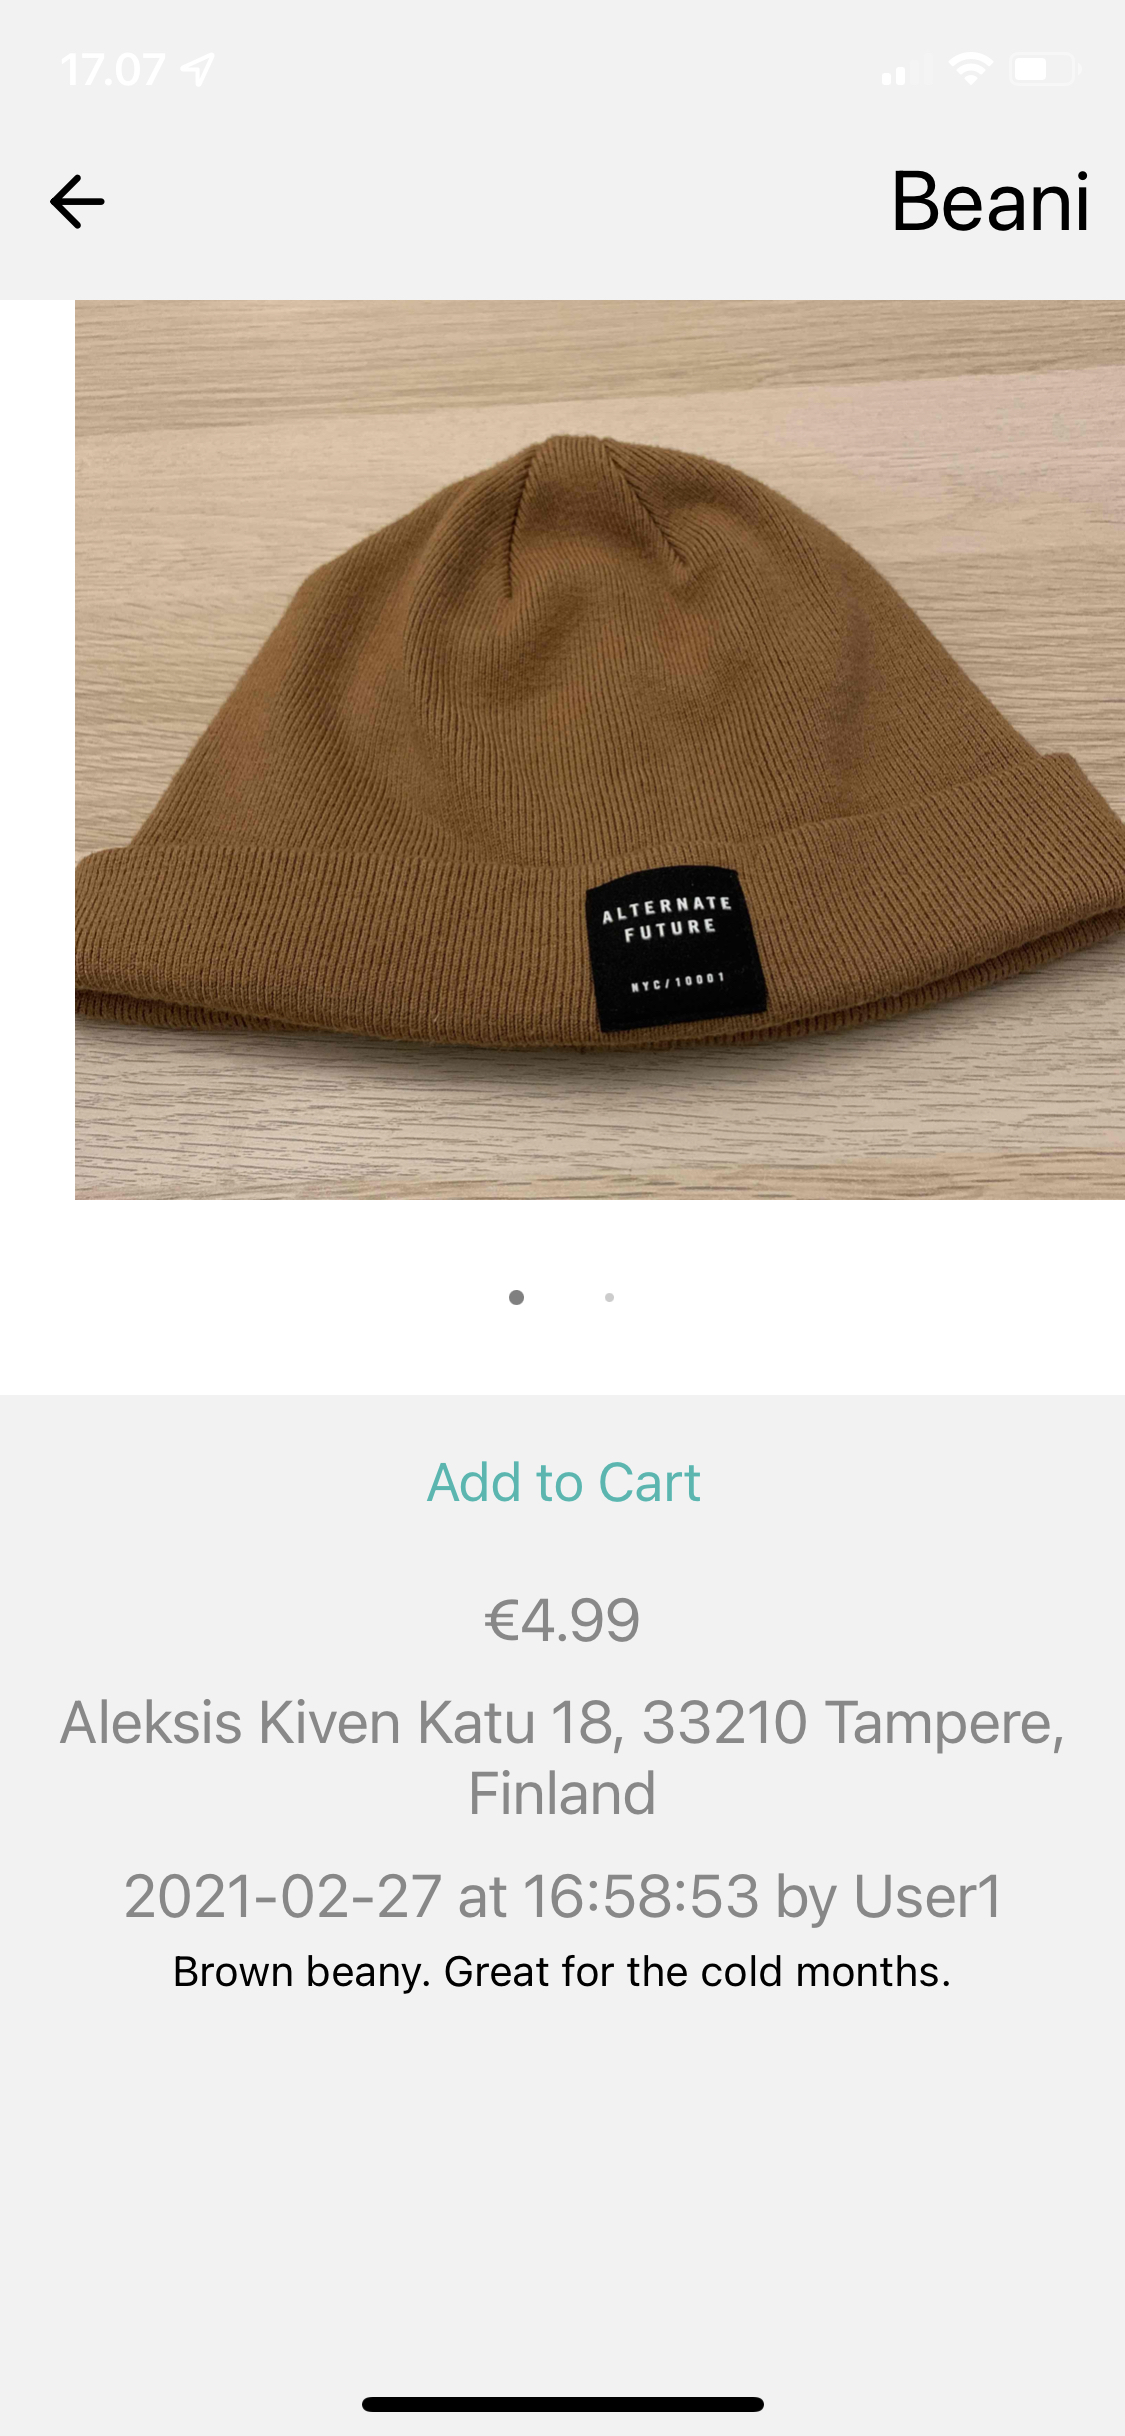 17.07
Beani
ALTERNATE
FUTURE
NYC/10001
Add to Cart
€4.99
Aleksis Kiven Katu 18, 33210 Tampere,
Finland
2021-02-27 at 16:58:53 by User1
Brown beany. Great for the cold months.